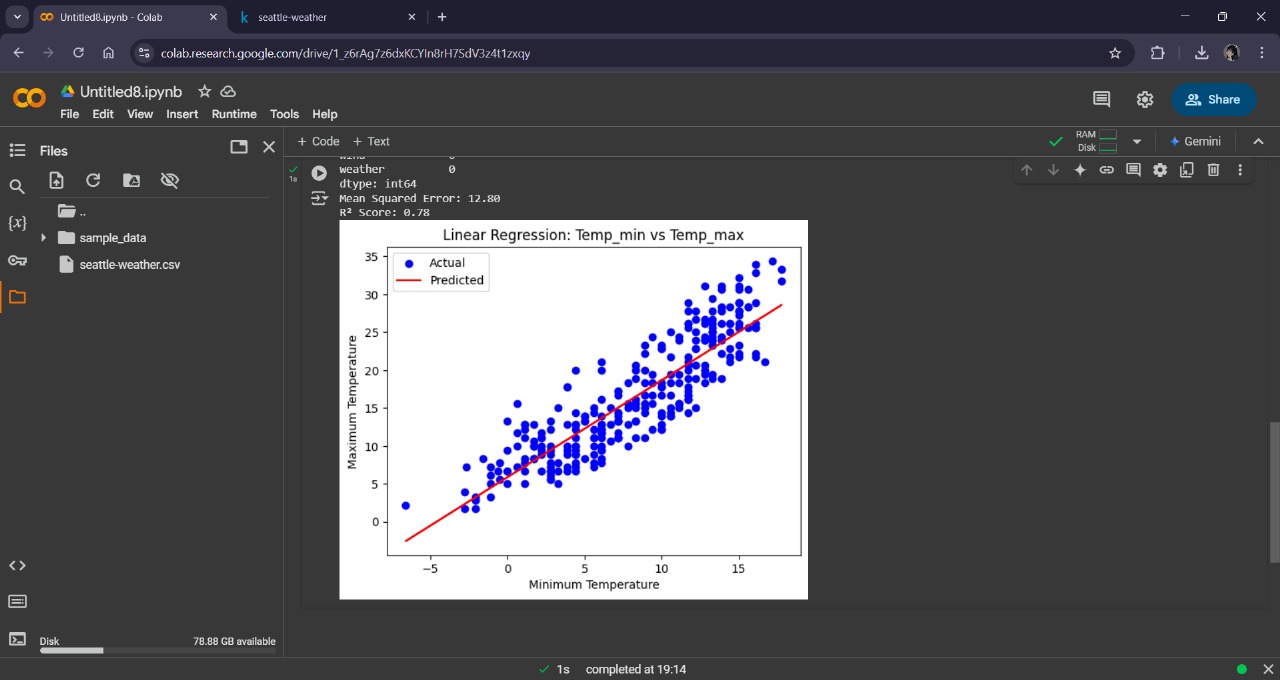 Untitled8.ipynb - Colab
seattle-weather
colab.research.google.com/drive/1_z6rAg7z6dxKCYIn8rH7SdV3z4t1zxqy
Untitled8.ipynb
File Edit View Insert Runtime Tools Help
Share
Files
+ Code + Text
RAM
Disk
Gemini
..
sample_data
seattle-weather.csv
1s
weather 0
dtype: int64
Mean Squared Error: 12.80
R² Score: 0.78
Linear Regression: Temp_min vs Temp_max
Actual
Predicted
Maximum Temperature
35
30
25
20
15
10
5
0
−5 0 5 10 15
Minimum Temperature
Disk 78.88 GB available
1s completed at 19:14